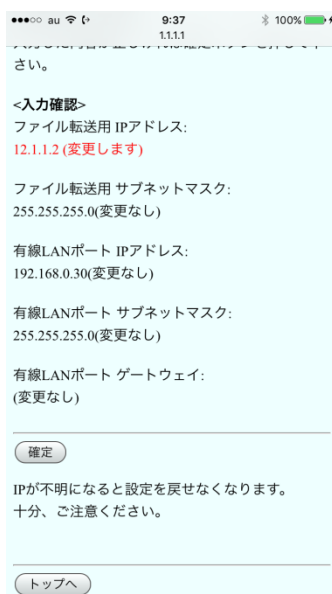 au 9:37 100%
1.1.1.1
さい。
<入力確認>
ファイル転送用 IPアドレス:
12.1.1.2 (変更します)
ファイル転送用 サブネットマスク:
255.255.255.0(変更なし)
有線LANポート IPアドレス:
192.168.0.30(変更なし)
有線LANポート サブネットマスク:
255.255.255.0(変更なし)
有線LANポート ゲートウェイ:
(変更なし)
確定
IPが不明になると設定を戻せなくなります。
十分、ご注意ください。
トップへ